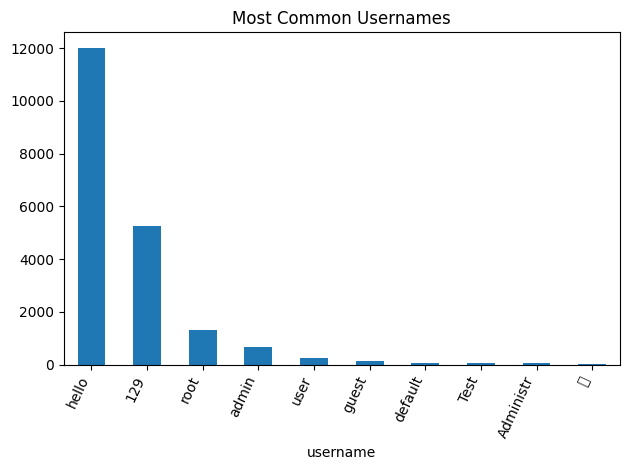 Most Common Usernames
12000
10000
8000
6000
4000
2000
0
hello
129
root
admin
user
guest
default
Test
Administr
username